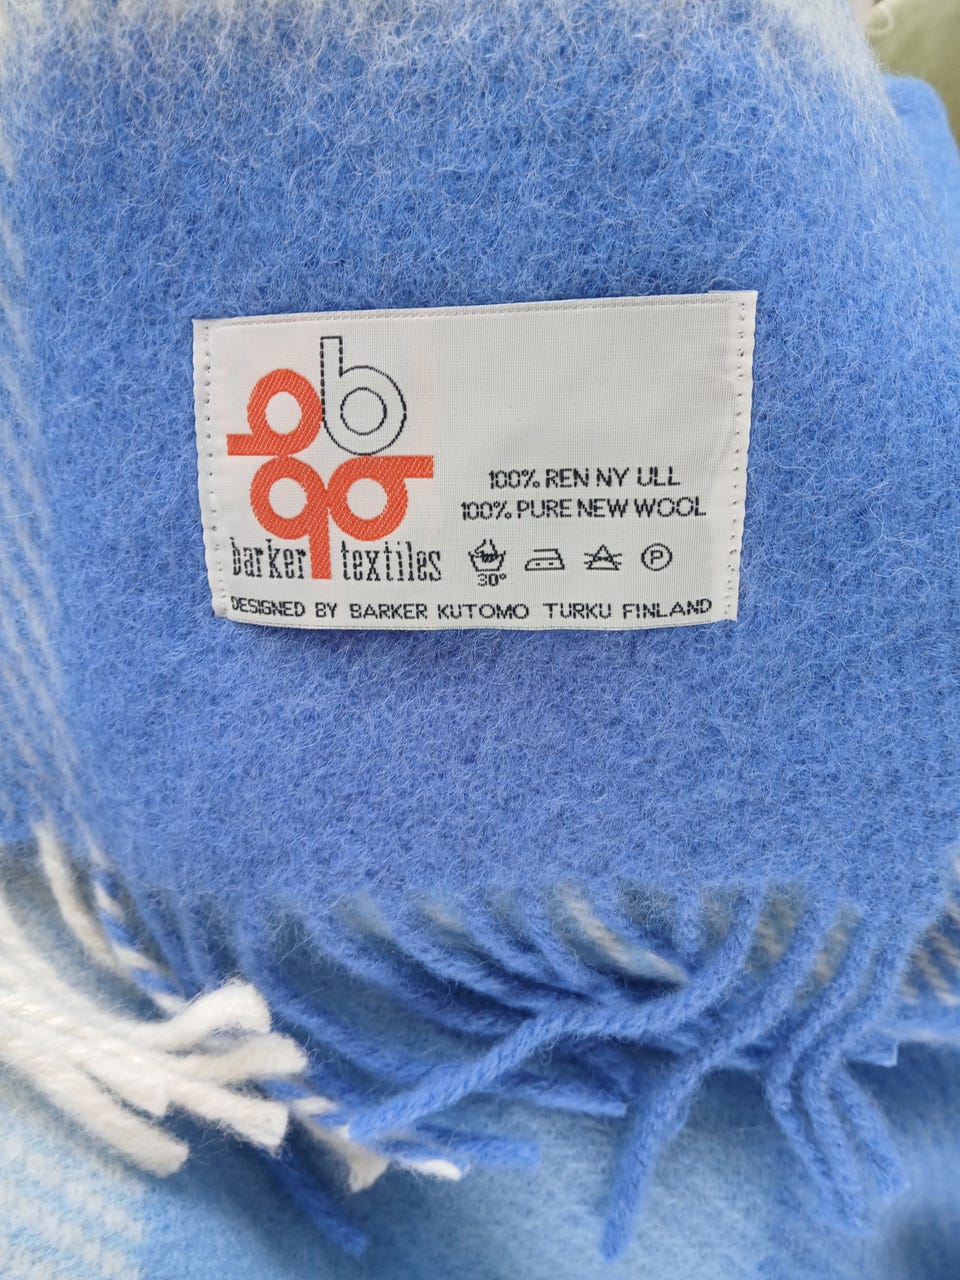 b
barker textiles
100% REN NY ULL
100% PURE NEW WOOL
30°
P
DESIGNED BY BARKER KUTOMO TURKU FINLAND